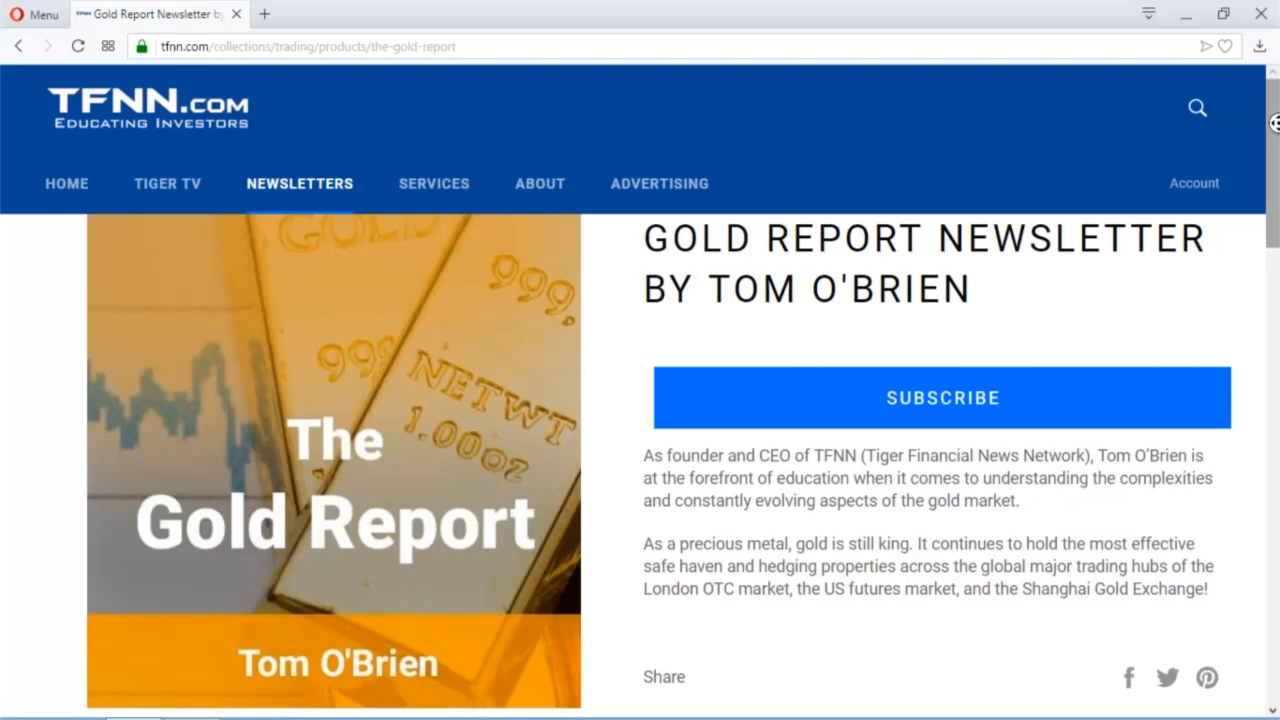 Menu
TFNN Gold Report Newsletter b
tfnn.com/collections/trading/products/the-gold-report
TFNN.COM
EDUCATING INVESTORS
HOME TIGER TV NEWSLETTERS SERVICES ABOUT ADVERTISING Account
GOLD
999,
999
NETWT
1.00OZ
The
Gold Report
Tom O'Brien
GOLD REPORT NEWSLETTER
BY TOM O'BRIEN
SUBSCRIBE
As founder and CEO of TFNN (Tiger Financial News Network), Tom O'Brien is
at the forefront of education when it comes to understanding the complexities
and constantly evolving aspects of the gold market.
As a precious metal, gold is still king. It continues to hold the most effective
safe haven and hedging properties across the global major trading hubs of the
London OTC market, the US futures market, and the Shanghai Gold Exchange!
Share